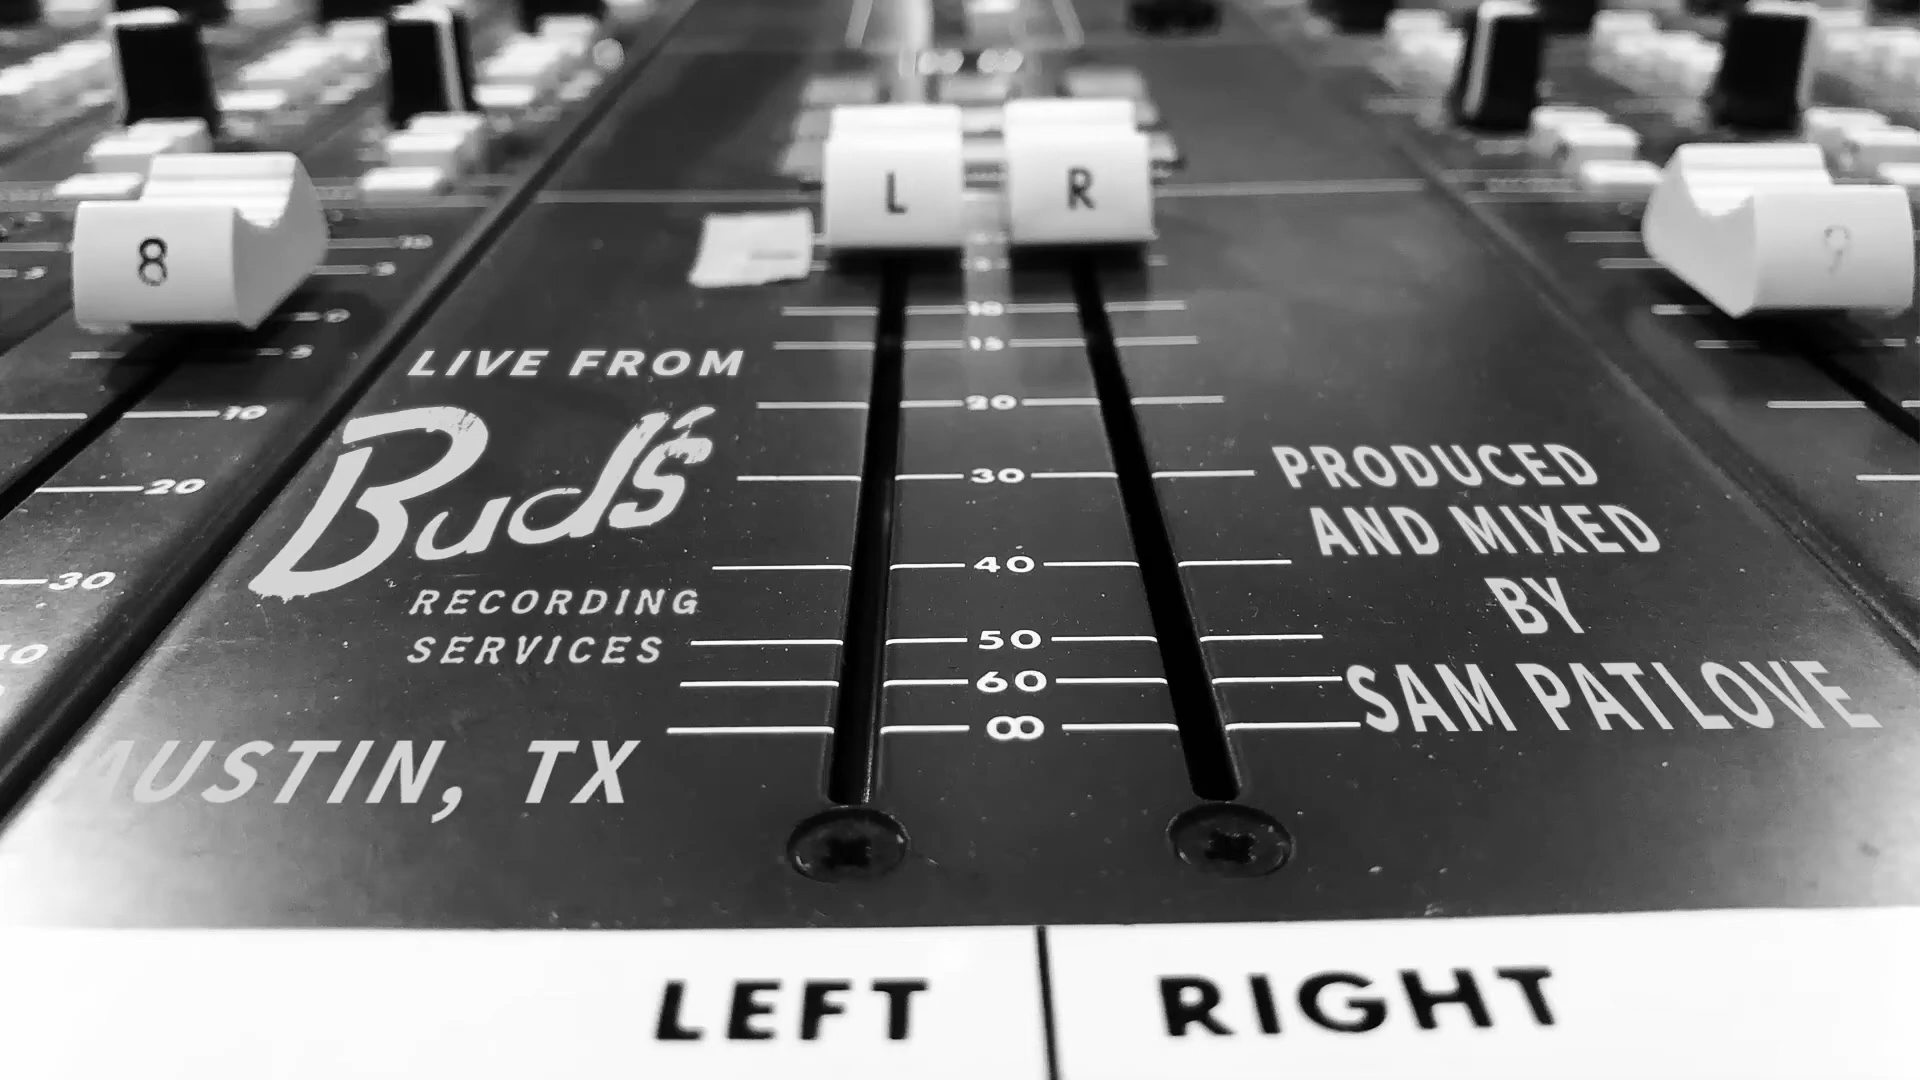 L R
8
LIVE FROM
Bud's
RECORDING
SERVICES
AUSTIN, TX
10
15
20
30
40
50
60
∞
10
20
30
PRODUCED
AND MIXED
BY
SAM PATLOVE
LEFT RIGHT